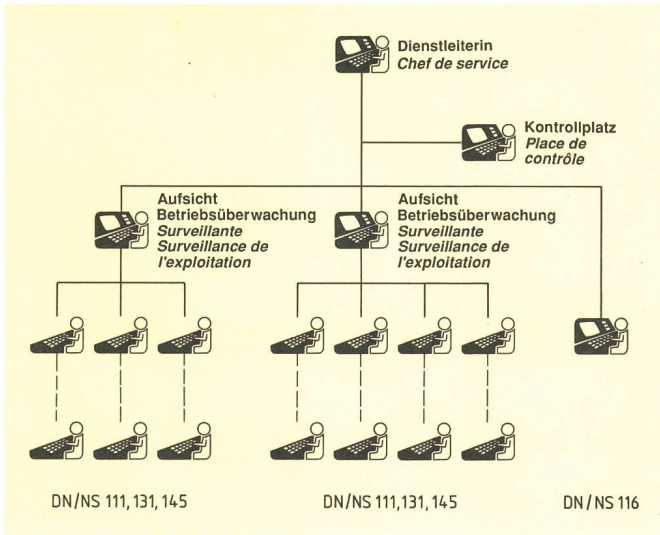 Dienstleiterin
Chef de service
Kontrollplatz
Place de
contrôle
Aufsicht
Betriebsüberwachung
Surveillante
Surveillance de
l'exploitation
Aufsicht
Betriebsüberwachung
Surveillante
Surveillance de
l'exploitation
DN/NS 111, 131, 145
DN/NS 111, 131, 145
DN/NS 116